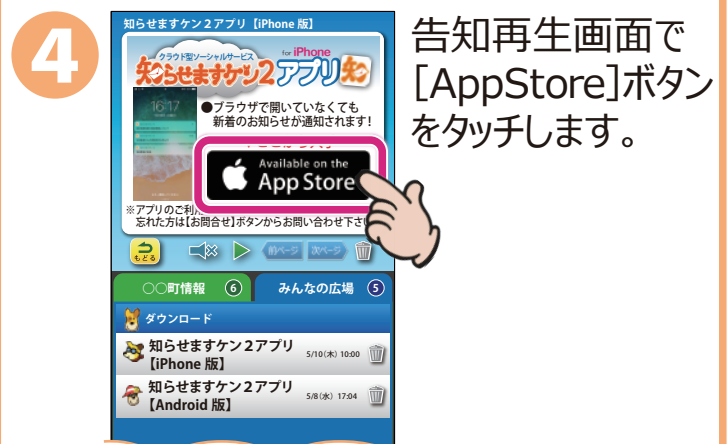 4
知らせますケン２アプリ【iPhone 版】
クラウド型ソーシャルサービス
for iPhone
知らせますケン2アプリ 知
16:17
●ブラウザで開いていなくても
新着のお知らせが通知されます!
Available on the
App Store
※アプリのご利用
忘れた方は【お問合せ】ボタンからお問い合わせ下さい
もどる
前ページ
次ページ
○○町情報 6
みんなの広場 5
ダウンロード
知らせますケン２アプリ
【iPhone 版】
5/10(木) 10:00
知らせますケン２アプリ
【Android 版】
5/8(水) 17:04
告知再生画面で
［AppStore］ボタン
をタッチします。